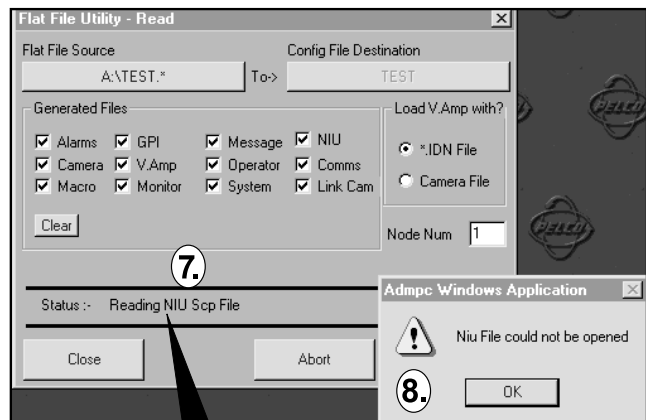 Flat File Utility - Read
Flat File Source
Config File Destination
A:\TEST.*
To->
TEST
Generated Files
Load V.Amp with?
Alarms GPI Message NIU
Camera V.Amp Operator Comms
Macro Monitor System Link Cam
*.IDN File
Camera File
Clear
Node Num 1
7.
Status :- Reading NIU Scp File
Close
Abort
Admpc Windows Application
Niu File could not be opened
8.
OK
PELCO
PELCO